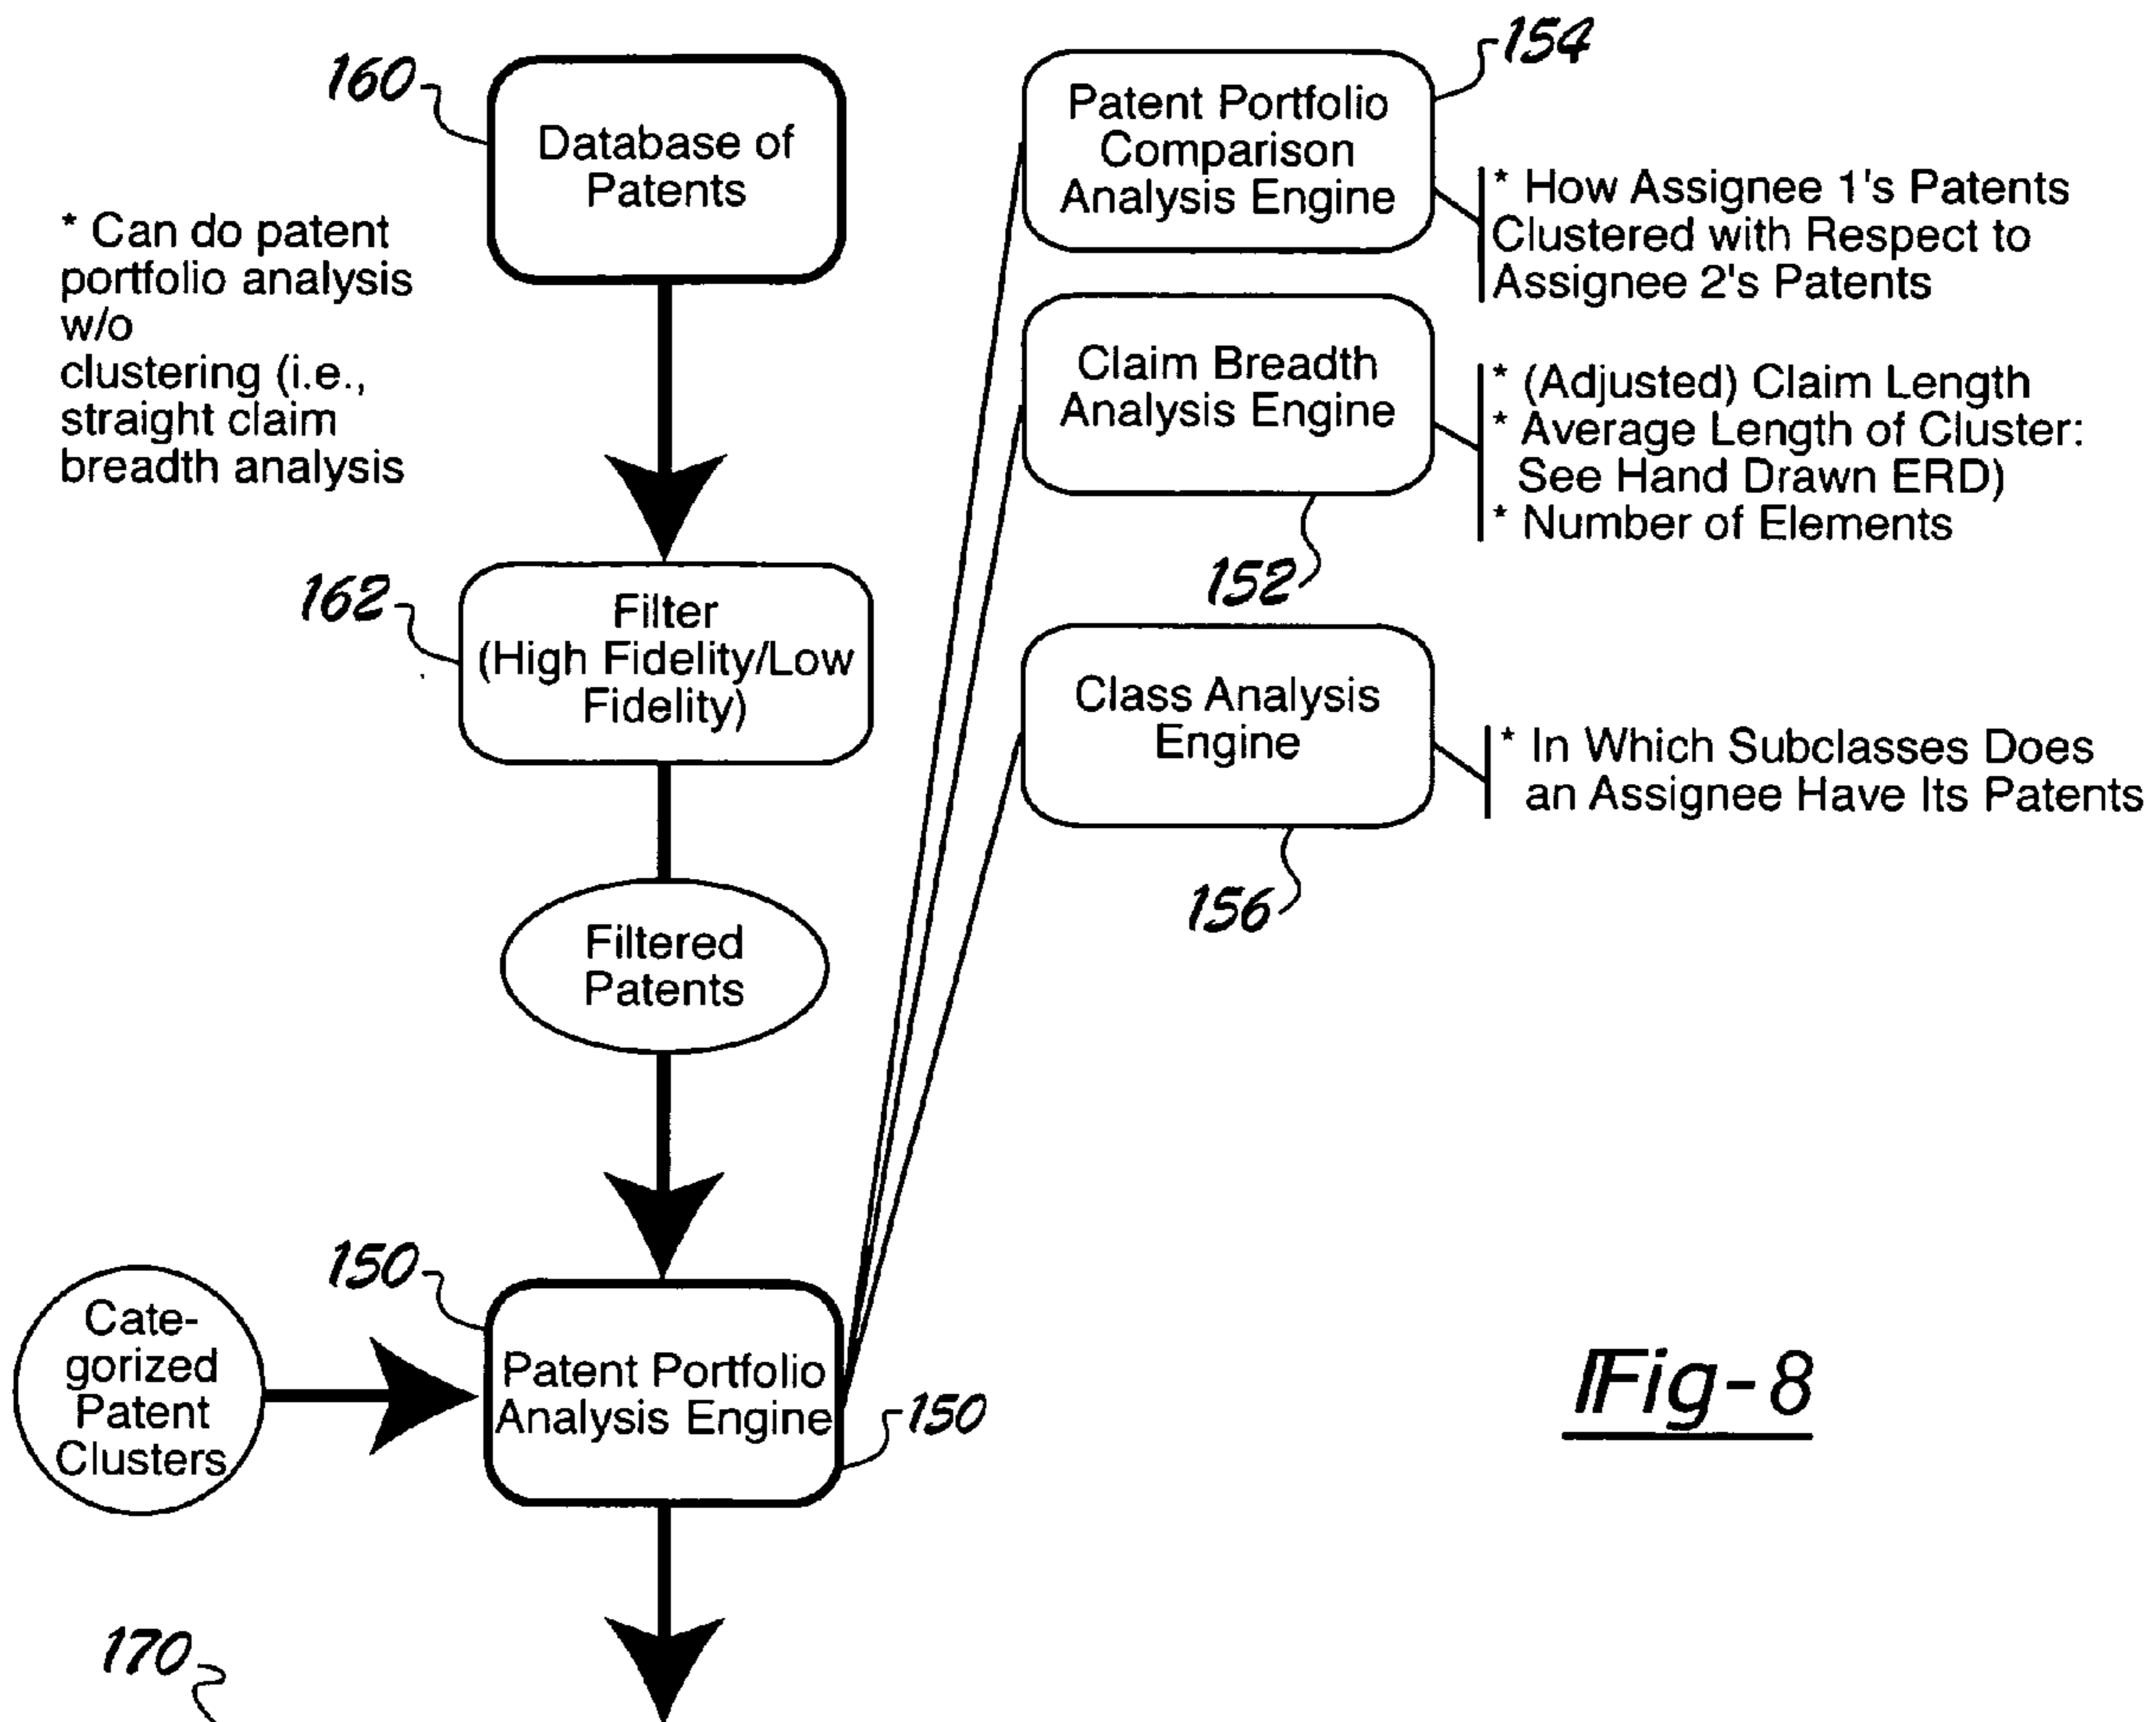 160
Database of
Patents
* Can do patent
portfolio analysis
w/o
clustering (i.e.,
straight claim
breadth analysis
162
Filter
(High Fidelity/Low
Fidelity)
Filtered
Patents
150
Cate-
gorized
Patent
Clusters
Patent Portfolio
Analysis Engine
150
170
154
Patent Portfolio
Comparison
Analysis Engine
* How Assignee 1's Patents
Clustered with Respect to
Assignee 2's Patents
Claim Breadth
Analysis Engine
152
* (Adjusted) Claim Length
* Average Length of Cluster:
See Hand Drawn ERD)
* Number of Elements
Class Analysis
Engine
156
* In Which Subclasses Does
an Assignee Have Its Patents
Fig-8